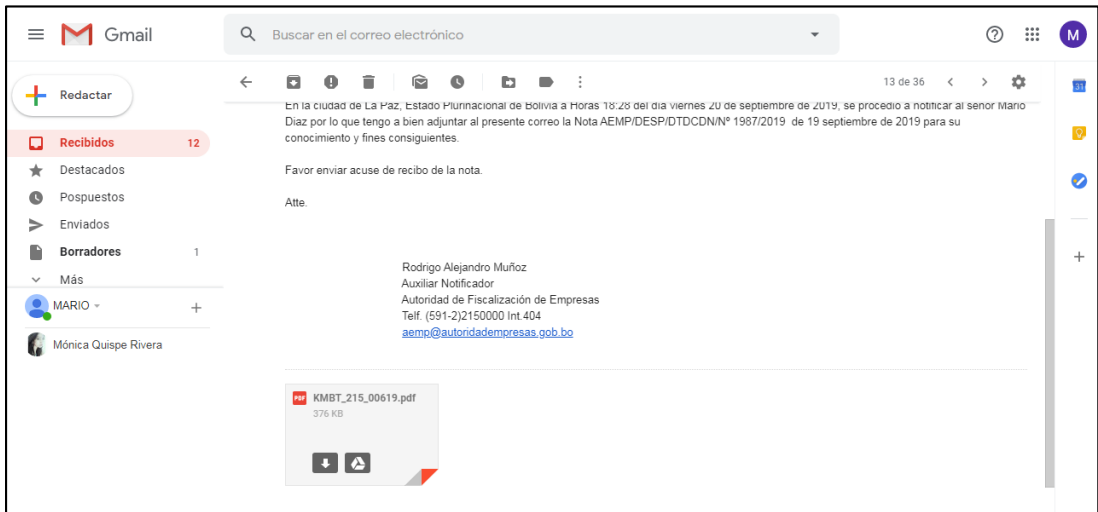 Gmail
Buscar en el correo electrónico
M
Redactar
13 de 36
31
En la ciudad de La Paz, Estado Plurinacional de Bolivia a Horas 18:28 del día viernes 20 de septiembre de 2019, se procedió a notificar al señor Mario
Diaz por lo que tengo a bien adjuntar al presente correo la Nota AEMP/DESP/DTDCDN/Nº 1987/2019 de 19 septiembre de 2019 para su
conocimiento y fines consiguientes.
Recibidos 12
Destacados
Favor enviar acuse de recibo de la nota.
Pospuestos
Atte.
Enviados
Borradores 1
Más
MARIO
Mónica Quispe Rivera
Rodrigo Alejandro Muñoz
Auxiliar Notificador
Autoridad de Fiscalización de Empresas
Telf. (591-2)2150000 Int.404
aemp@autoridadempresas.gob.bo
PDF KMBT_215_00619.pdf
376 KB